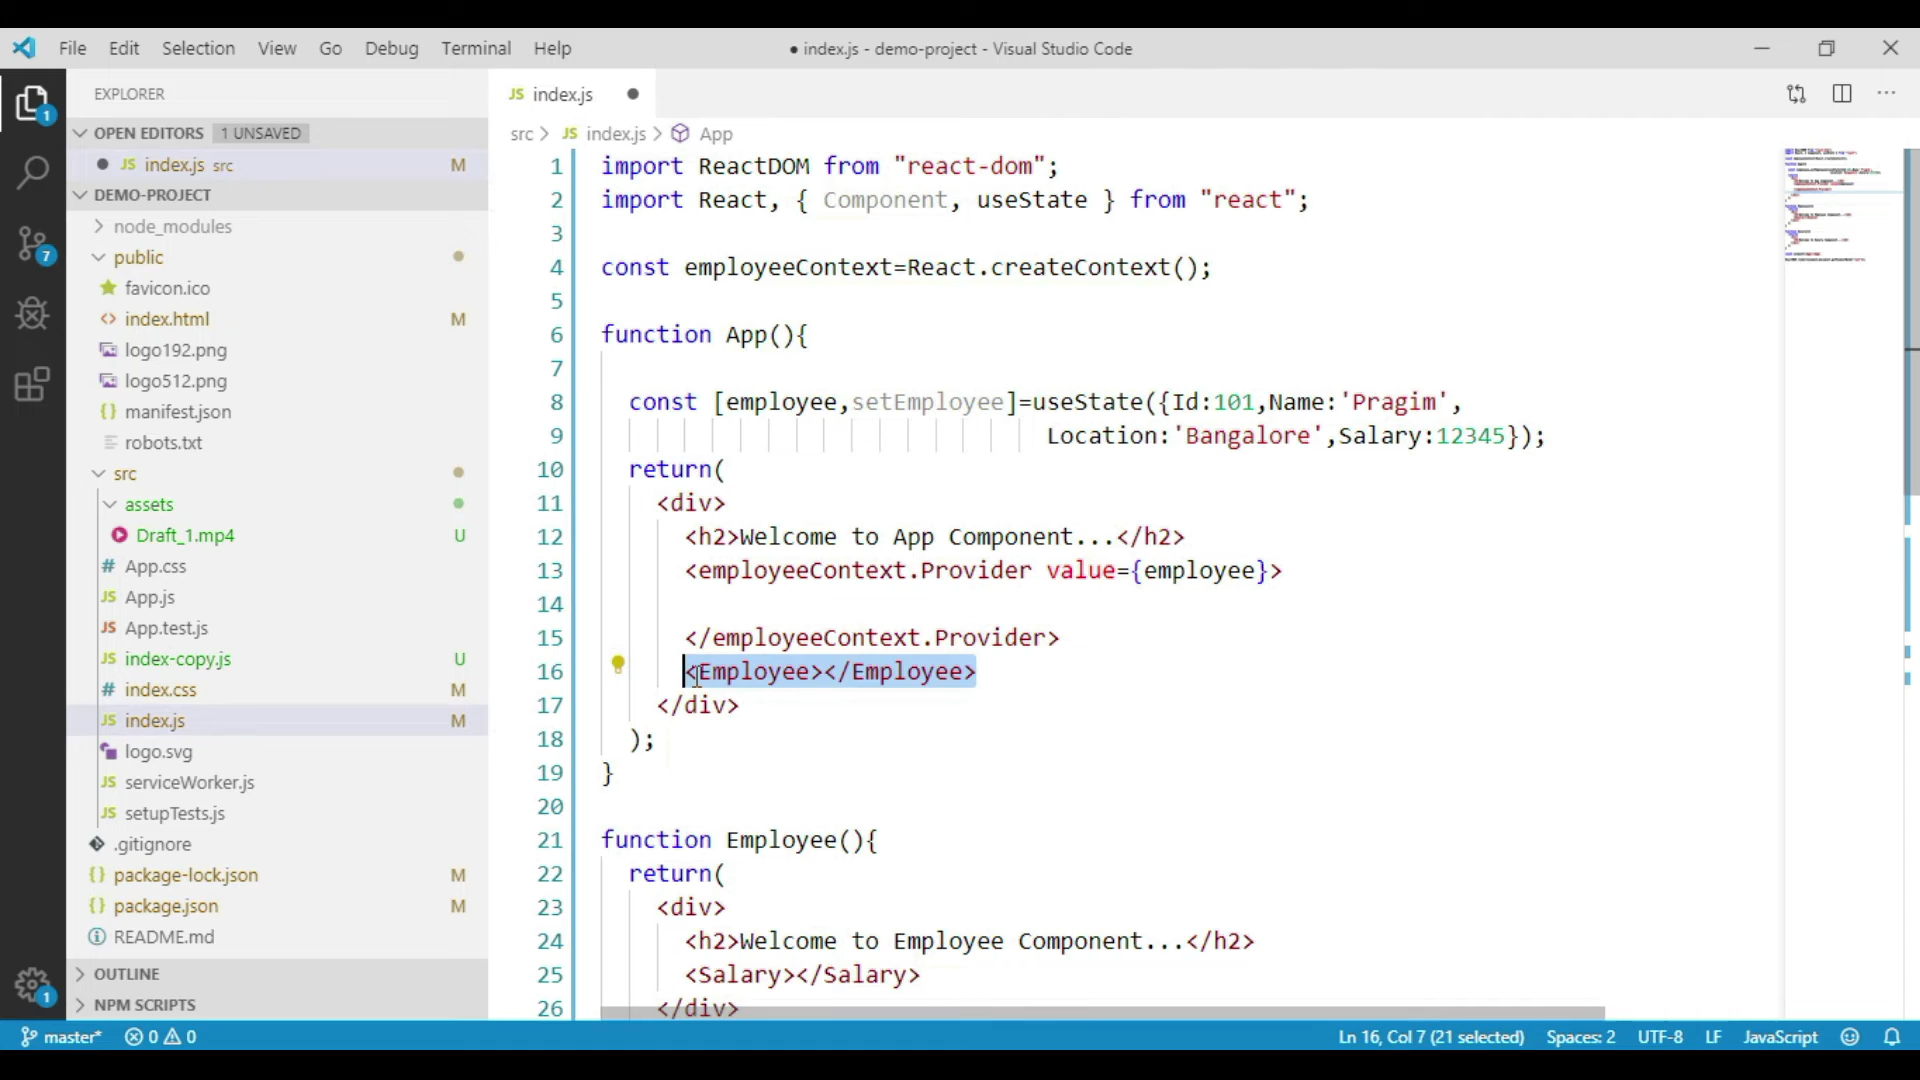 File Edit Selection View Go Debug Terminal Help
● index.js - demo-project - Visual Studio Code
EXPLORER
OPEN EDITORS 1 UNSAVED
JS index.js src M
DEMO-PROJECT
node_modules
public
favicon.ico
<> index.html M
logo192.png
logo512.png
{} manifest.json
robots.txt
src
assets
Draft_1.mp4 U
# App.css
JS App.js
JS App.test.js
JS index-copy.js U
# index.css M
JS index.js M
logo.svg
JS serviceWorker.js
JS setupTests.js
.gitignore
{} package-lock.json M
{} package.json M
README.md
OUTLINE
NPM SCRIPTS
1
7
1
JS index.js
src > JS index.js > App
1 import ReactDOM from "react-dom";
2 import React, { Component, useState } from "react";
3
4 const employeeContext=React.createContext();
5
6 function App(){
7
8 const [employee,setEmployee]=useState({Id:101,Name:'Pragim',
9 Location:'Bangalore',Salary:12345});
10 return(
11 <div>
12 <h2>Welcome to App Component...</h2>
13 <employeeContext.Provider value={employee}>
14
15 </employeeContext.Provider>
16 <Employee></Employee>
17 </div>
18 );
19 }
20
21 function Employee(){
22 return(
23 <div>
24 <h2>Welcome to Employee Component...</h2>
25 <Salary></Salary>
26 </div>
master* 0 0
Ln 16, Col 7 (21 selected) Spaces: 2 UTF-8 LF JavaScript